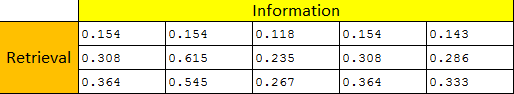 Information
0.154 0.154 0.118 0.154 0.143
Retrieval 0.308 0.615 0.235 0.308 0.286
0.364 0.545 0.267 0.364 0.333